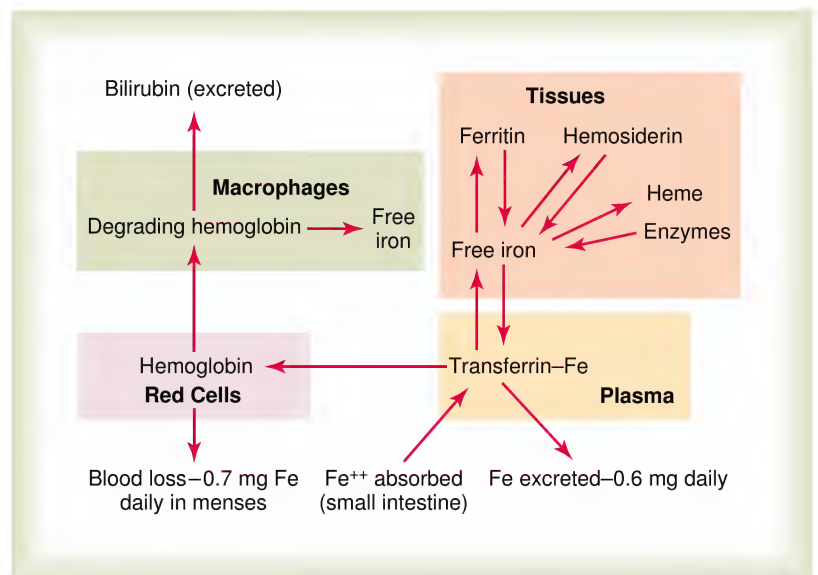 Bilirubin (excreted)
Tissues
Ferritin
Hemosiderin
Macrophages
Heme
Degrading hemoglobin
Free
iron
Enzymes
Free iron
Hemoglobin
Red Cells
Transferrin–Fe
Plasma
Blood loss–0.7 mg Fe
daily in menses
Fe⁺⁺ absorbed
(small intestine)
Fe excreted–0.6 mg daily